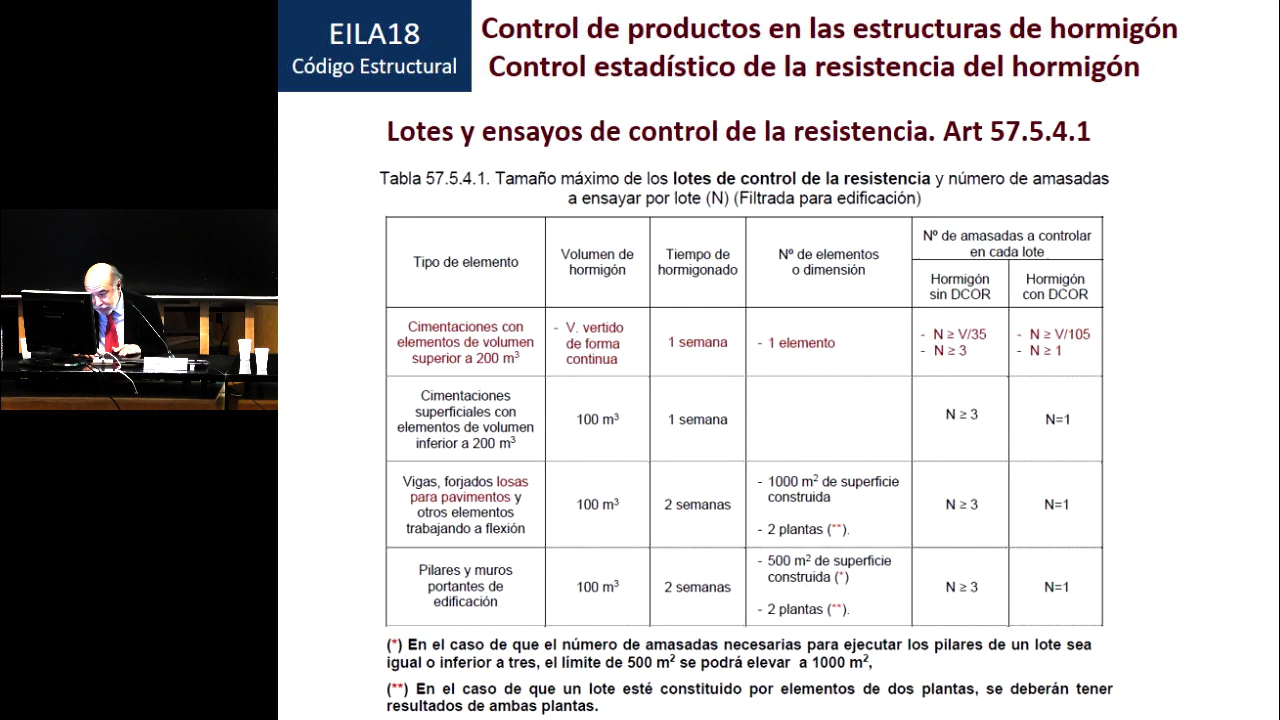 EILA18
Código Estructural
Control de productos en las estructuras de hormigón
Control estadístico de la resistencia del hormigón
Lotes y ensayos de control de la resistencia. Art 57.5.4.1
Tabla 57.5.4.1. Tamaño máximo de los lotes de control de la resistencia y número de amasadas
a ensayar por lote (N) (Filtrada para edificación)
Tipo de elemento
Volumen de
hormigón
Tiempo de
hormigonado
Nº de elementos
o dimensión
Nº de amasadas a controlar
en cada lote
Hormigón
sin DCOR
Hormigón
con DCOR
Cimentaciones con
elementos de volumen
superior a 200 m³
- V. vertido
de forma
continua
1 semana
- 1 elemento
- N ≥ V/35
- N ≥ 3
- N ≥ V/105
- N ≥ 1
Cimentaciones
superficiales con
elementos de volumen
inferior a 200 m³
100 m³
1 semana
N ≥ 3
N=1
Vigas, forjados losas
para pavimentos y
otros elementos
trabajando a flexión
100 m³
2 semanas
- 1000 m² de superficie
construida
- 2 plantas (**).
N ≥ 3
N=1
Pilares y muros
portantes de
edificación
100 m³
2 semanas
- 500 m² de superficie
construida (*)
- 2 plantas (**).
N ≥ 3
N=1
(*) En el caso de que el número de amasadas necesarias para ejecutar los pilares de un lote sea
igual o inferior a tres, el límite de 500 m² se podrá elevar a 1000 m²,
(**) En el caso de que un lote esté constituido por elementos de dos plantas, se deberán tener
resultados de ambas plantas.